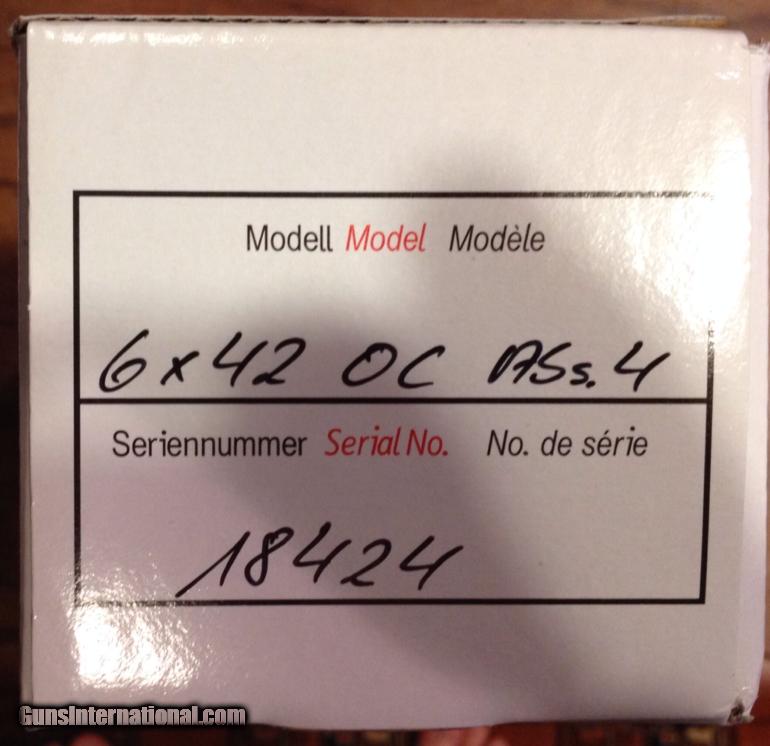 Modell Model Modèle
6x42 OC ASs. 4
Seriennummer Serial No. No. de série
18424
GunsInternational.com